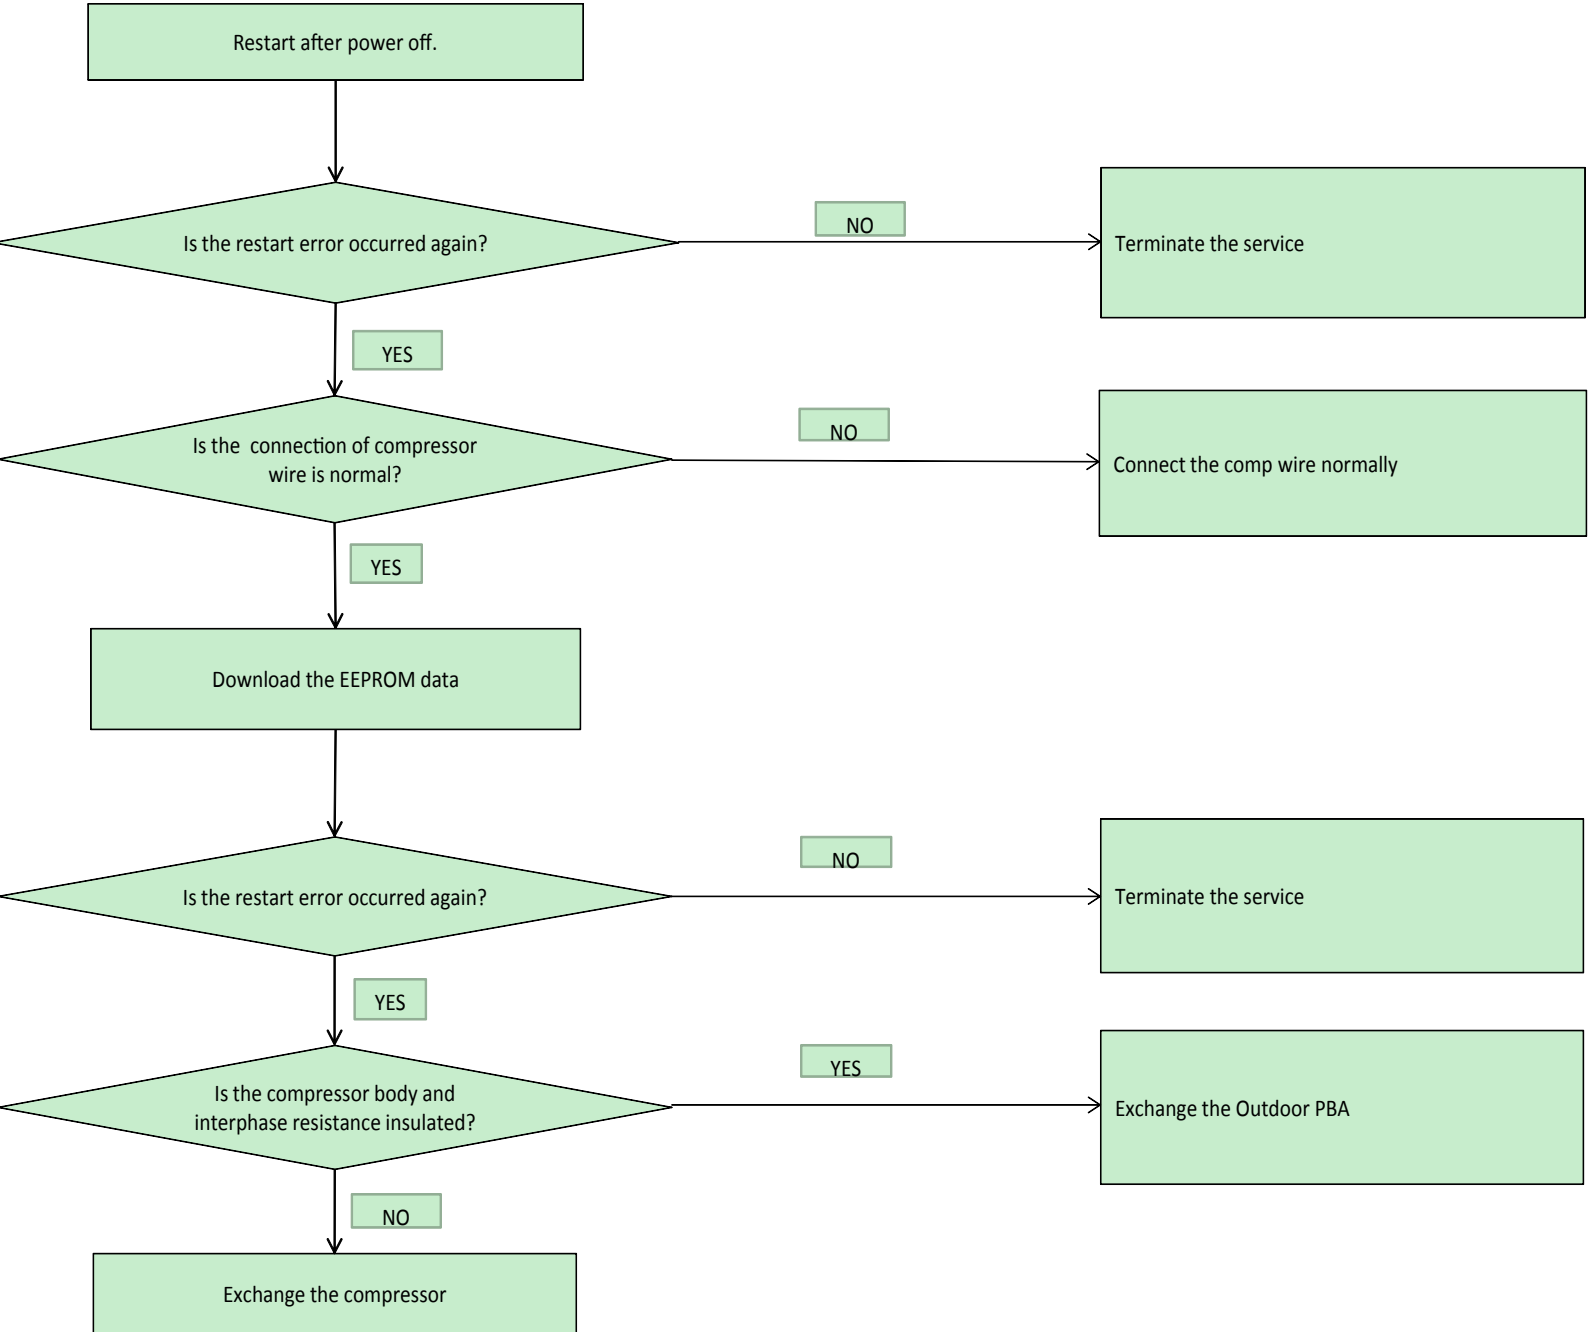 Restart after power off.
Is the restart error occurred again?
NO
Terminate the service
YES
Is the  connection of compressor
wire is normal?
NO
Connect the comp wire normally
YES
Download the EEPROM data
Is the restart error occurred again?
NO
Terminate the service
YES
Is the compressor body and
interphase resistance insulated?
YES
Exchange the Outdoor PBA
NO
Exchange the compressor